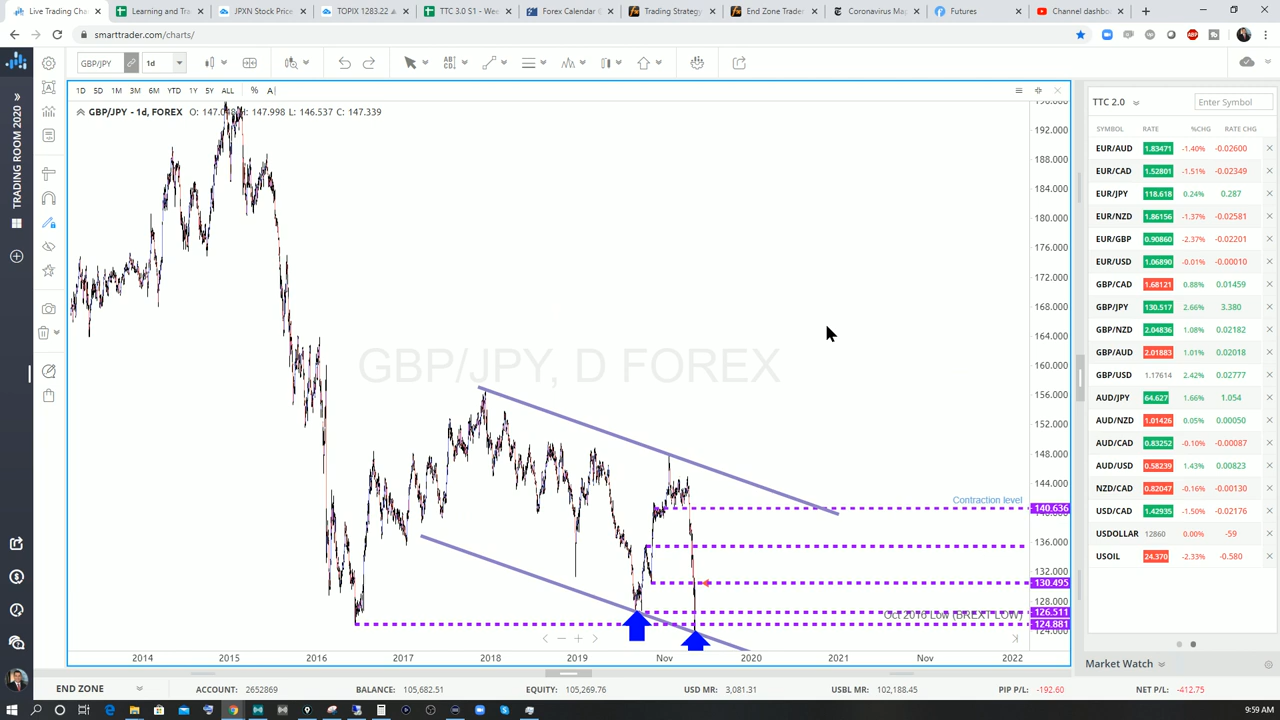 Live Trading Cha
Learning and Tra
JPXN Stock Price
TOPIX 1283.22
TTC 3.0 S1 - Wee
Forex Calendar
Trading Strategy
End Zone Trader
Coronavirus Map
Futures
Channel dashbo
smarttrader.com/charts/
GBP/JPY
1d
1D 5D 1M 3M 6M YTD 1Y 5Y ALL % A
GBP/JPY - 1d, FOREX O: 147.048 H: 147.998 L: 146.537 C: 147.339
TRADING ROOM 2020
GBP/JPY, D FOREX
192.000
188.000
184.000
180.000
176.000
172.000
168.000
164.000
160.000
156.000
152.000
148.000
144.000
Contraction level
140.636
136.000
132.000
130.495
128.000
126.511
Oct 2016 Low (BREXT LOW)
124.881
2014 2015 2016 2017 2018 2019 Nov 2020 2021 Nov 2022
TTC 2.0
Enter Symbol
SYMBOL RATE %CHG RATE CHG
EUR/AUD 1.83471 -1.40% -0.02600
EUR/CAD 1.52801 -1.51% -0.02349
EUR/JPY 118.618 0.24% 0.287
EUR/NZD 1.86156 -1.37% -0.02581
EUR/GBP 0.90860 -2.37% -0.02201
EUR/USD 1.06890 -0.01% -0.00010
GBP/CAD 1.68121 0.88% 0.01459
GBP/JPY 130.517 2.66% 3.380
GBP/NZD 2.04836 1.08% 0.02182
GBP/AUD 2.01883 1.01% 0.02018
GBP/USD 1.17614 2.42% 0.02777
AUD/JPY 64.627 1.66% 1.054
AUD/NZD 1.01426 0.05% 0.00050
AUD/CAD 0.83252 -0.10% -0.00087
AUD/USD 0.58239 1.43% 0.00823
NZD/CAD 0.82047 -0.16% -0.00130
USD/CAD 1.42935 -1.50% -0.02176
USDOLLAR 12860 0.00% -59
USOIL 24.370 -2.33% -0.580
Market Watch
END ZONE
ACCOUNT: 2652869
BALANCE: 105,682.51
EQUITY: 105,269.76
USD MR: 3,081.31
USBL MR: 102,188.45
PIP P/L: -192.60
NET P/L: -412.75
9:59 AM